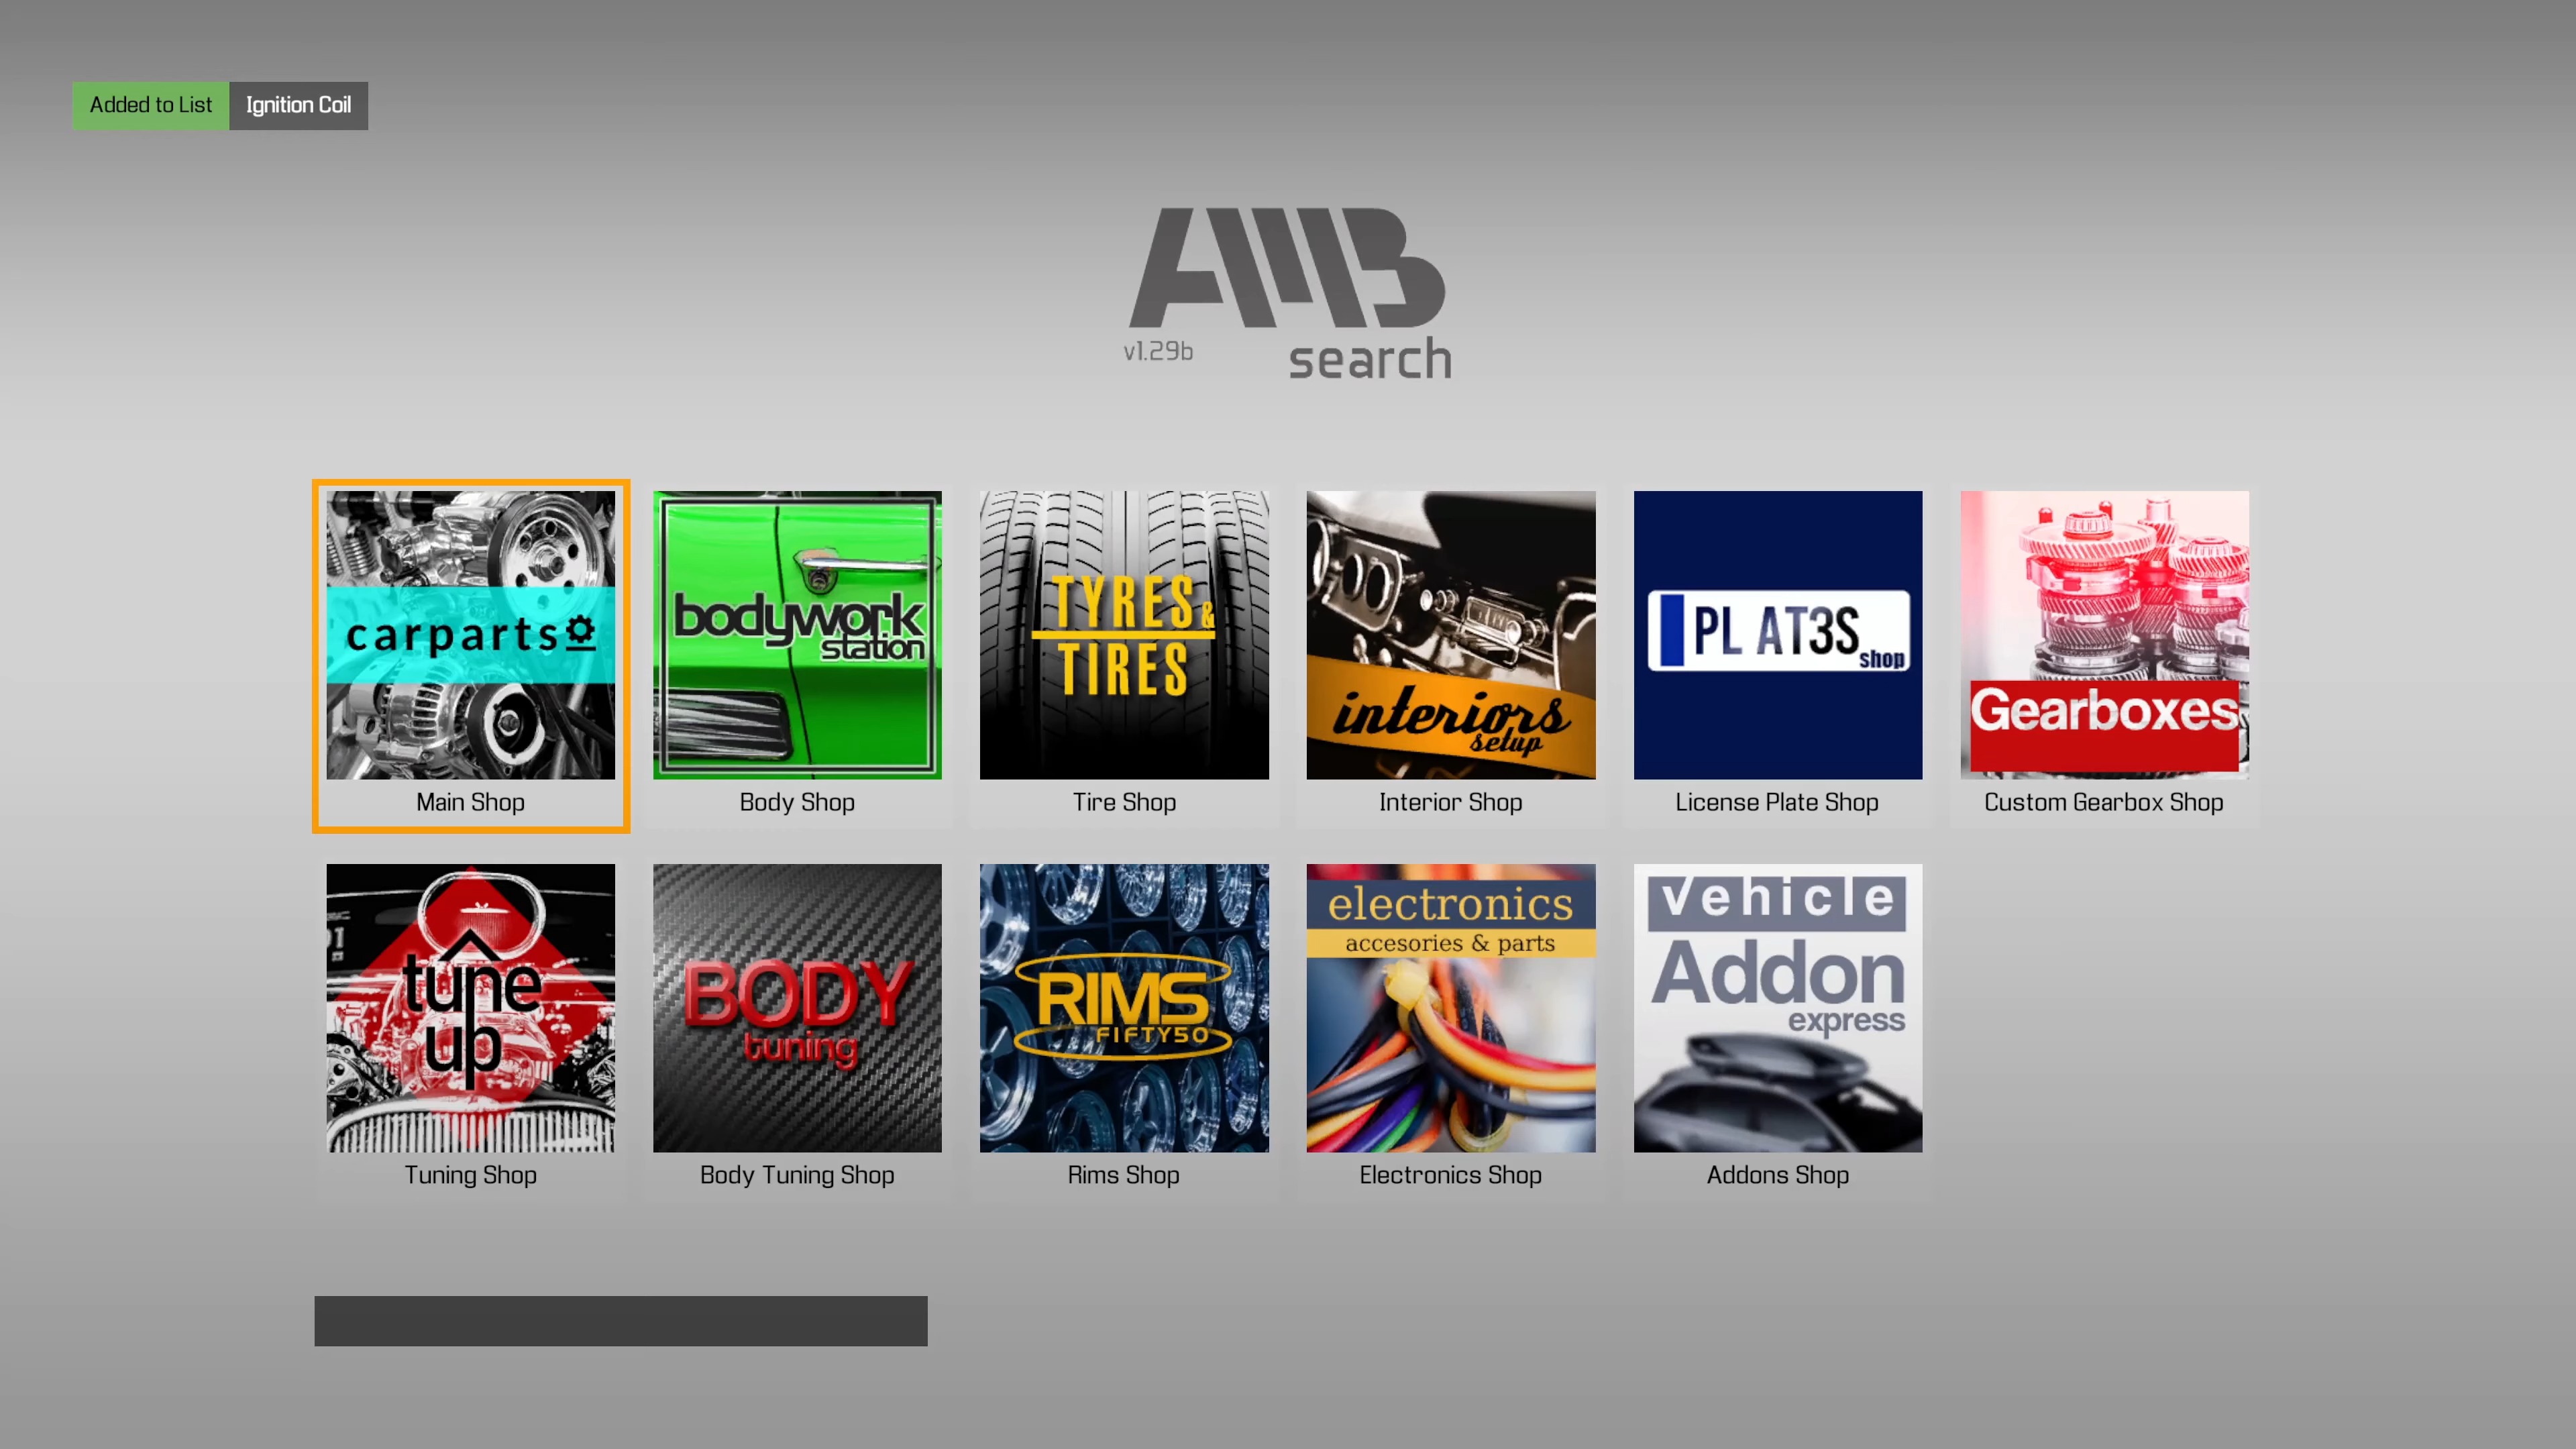 Added to List Ignition Coil
AMB
v1.29b
search
carparts
Main Shop
bodywork
station
Body Shop
TYRES &
TIRES
Tire Shop
interiors
setup
Interior Shop
PL AT3S
shop
License Plate Shop
Gearboxes
Custom Gearbox Shop
tune
up
Tuning Shop
BODY
tuning
Body Tuning Shop
RIMS
FIFTY50
Rims Shop
electronics
accesories & parts
Electronics Shop
vehicle
Addon
express
Addons Shop